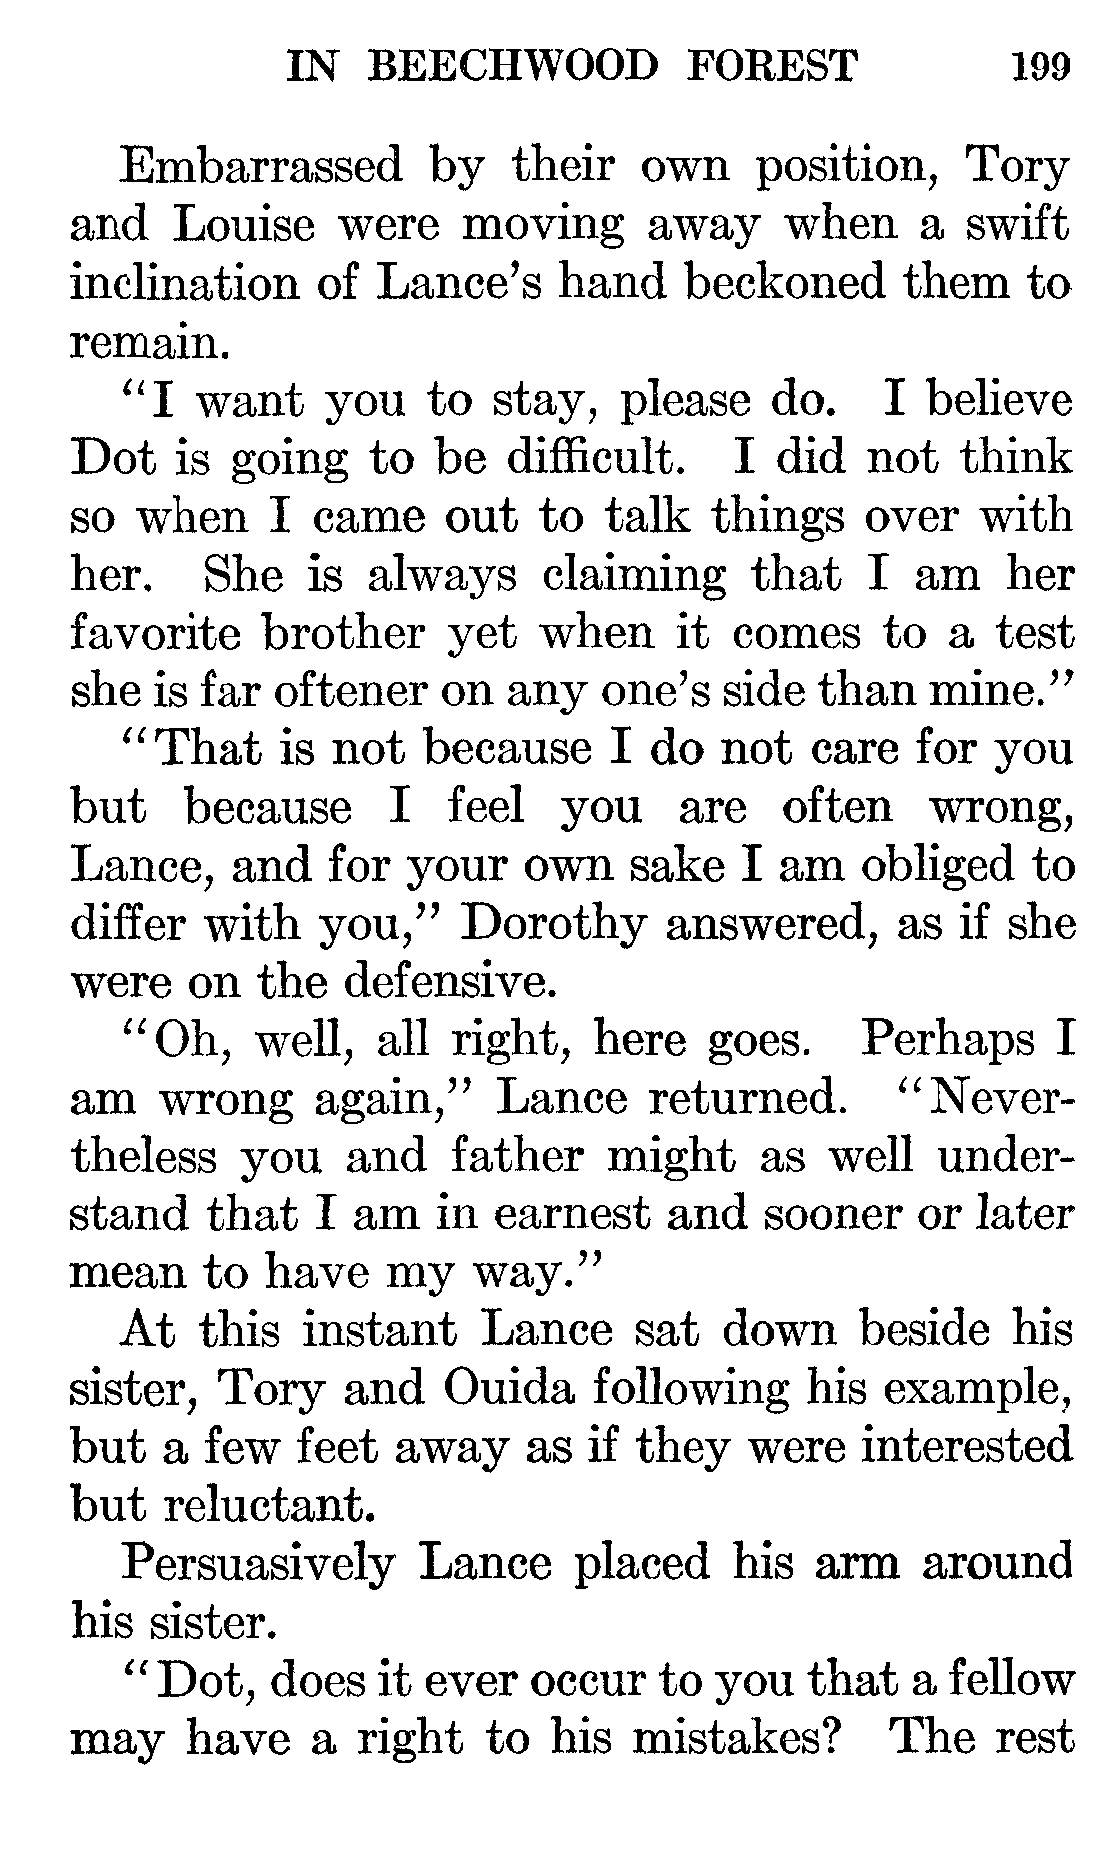 IN BEECHWOOD FOREST 199
Embarrassed by their own position, Tory
and Louise were moving away when a swift
inclination of Lance's hand beckoned them to
remain.
"I want you to stay, please do. I believe
Dot is going to be difficult. I did not think
so when I came out to talk things over with
her. She is always claiming that I am her
favorite brother yet when it comes to a test
she is far oftener on any one's side than mine."
"That is not because I do not care for you
but because I feel you are often wrong,
Lance, and for your own sake I am obliged to
differ with you," Dorothy answered, as if she
were on the defensive.
"Oh, well, all right, here goes. Perhaps I
am wrong again," Lance returned. "Never-
theless you and father might as well under-
stand that I am in earnest and sooner or later
mean to have my way."
At this instant Lance sat down beside his
sister, Tory and Ouida following his example,
but a few feet away as if they were interested
but reluctant.
Persuasively Lance placed his arm around
his sister.
"Dot, does it ever occur to you that a fellow
may have a right to his mistakes? The rest